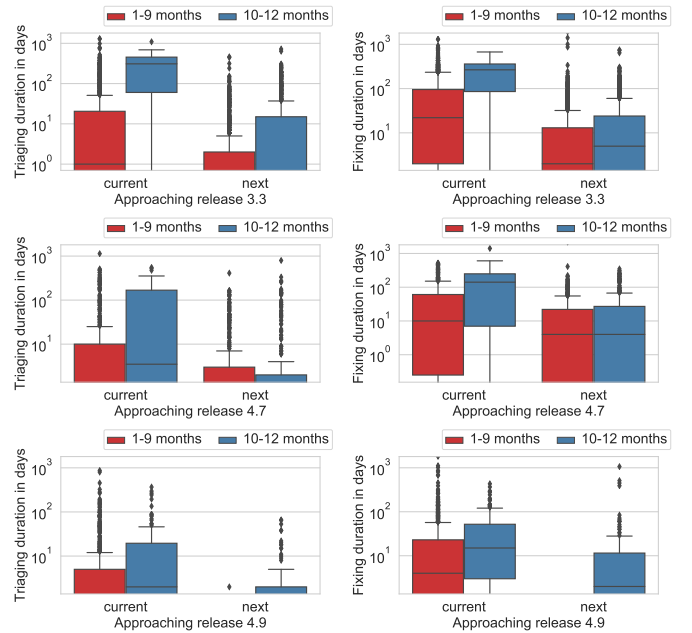 1-9 months 10-12 months
Triaging duration in days
10^3
10^2
10^1
10^0
current next
Approaching release 3.3
1-9 months 10-12 months
Fixing duration in days
10^3
10^2
10^1
current next
Approaching release 3.3
1-9 months 10-12 months
Triaging duration in days
10^3
10^2
10^1
current next
Approaching release 4.7
1-9 months 10-12 months
Fixing duration in days
10^3
10^2
10^1
10^0
current next
Approaching release 4.7
1-9 months 10-12 months
Triaging duration in days
10^3
10^2
10^1
current next
Approaching release 4.9
1-9 months 10-12 months
Fixing duration in days
10^3
10^2
10^1
current next
Approaching release 4.9